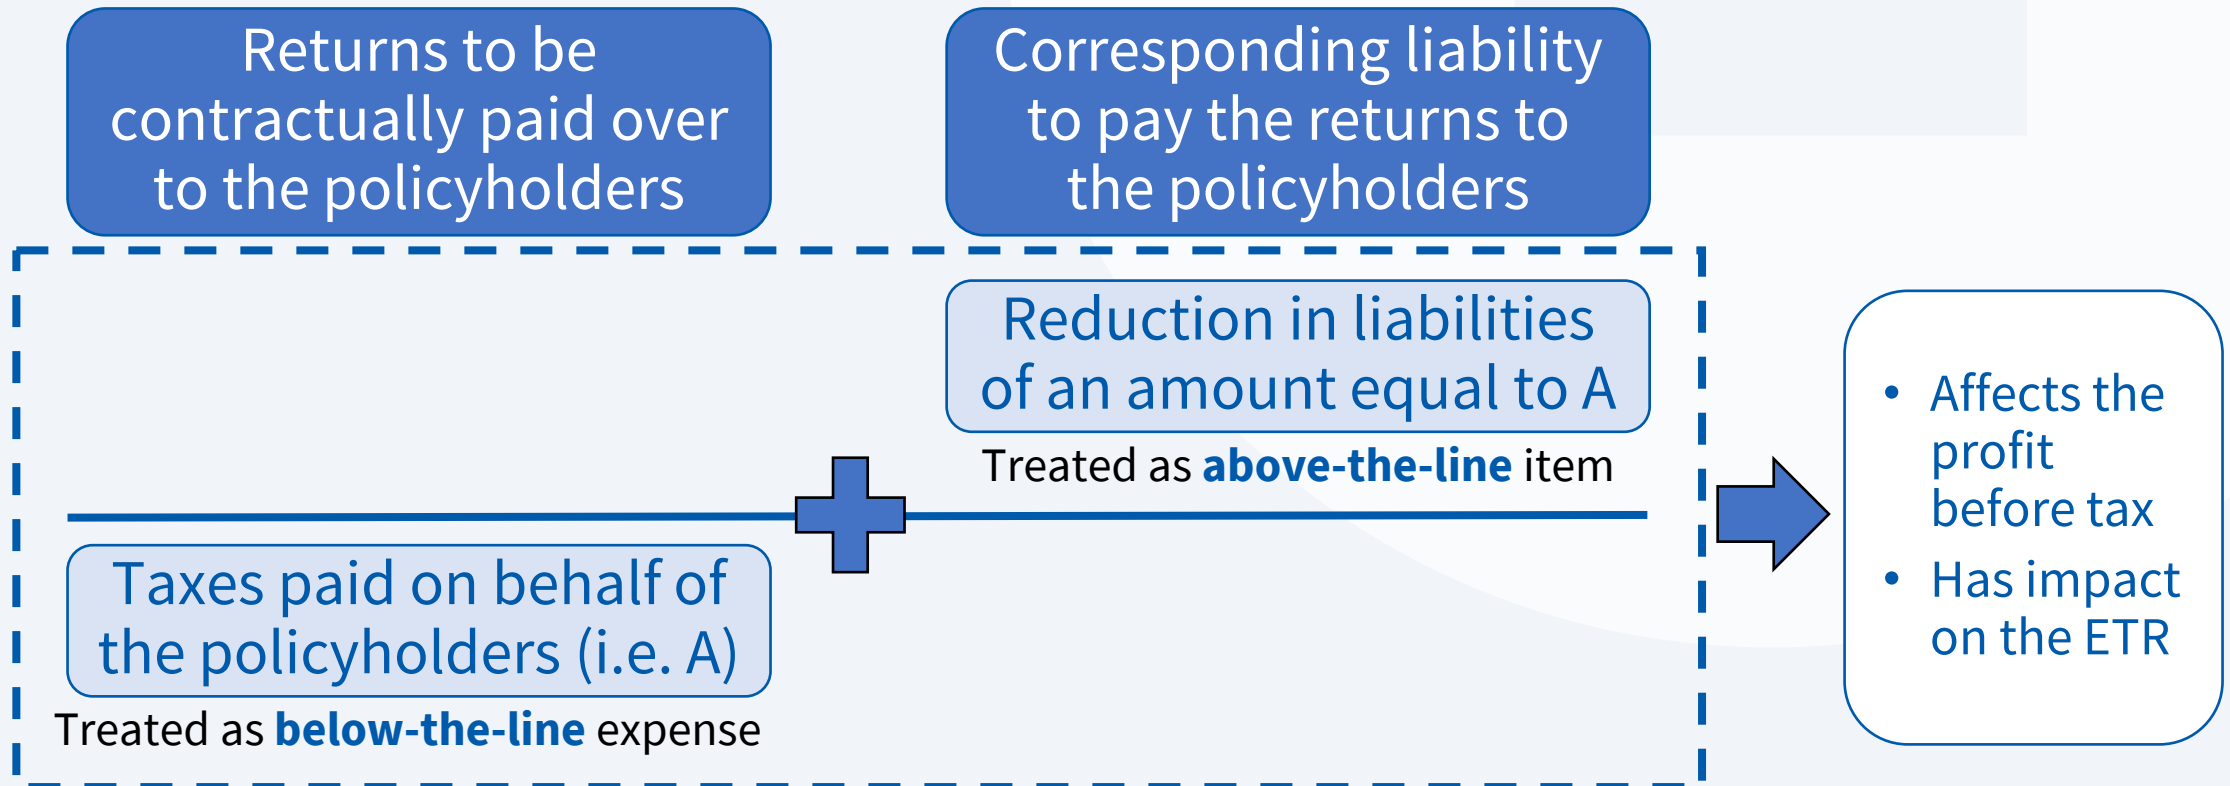 Returns to be
contractually paid over
to the policyholders
Corresponding liability
to pay the returns to
the policyholders
Reduction in liabilities
of an amount equal to A
Treated as above-the-line item
Taxes paid on behalf of
the policyholders (i.e. A)
Treated as below-the-line expense
• Affects the
profit
before tax
• Has impact
on the ETR